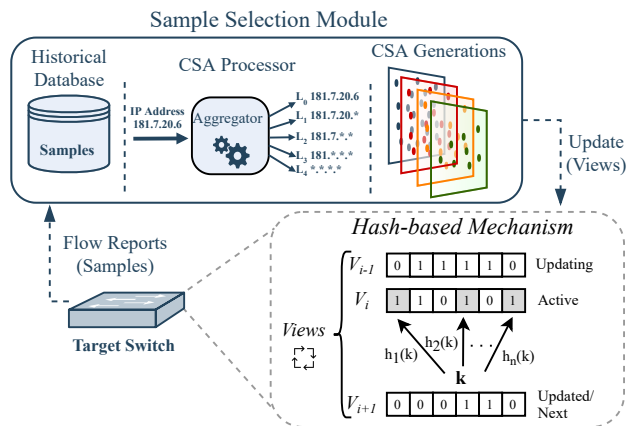 Sample Selection Module
Historical
Database
Samples
CSA Processor
IP Address
181.7.20.6
Aggregator
L0 181.7.20.6
L1 181.7.20.*
L2 181.7.*.*
L3 181.*.*.*
L4 *.*.*.*
CSA Generations
Update
(Views)
Flow Reports
(Samples)
Target Switch
Hash-based Mechanism
Views
Vi-1 0 1 1 1 1 0 Updating
Vi 1 1 0 1 0 1 Active
h1(k) h2(k) . . . hn(k)
k
Vi+1 0 0 0 1 1 0 Updated/
Next